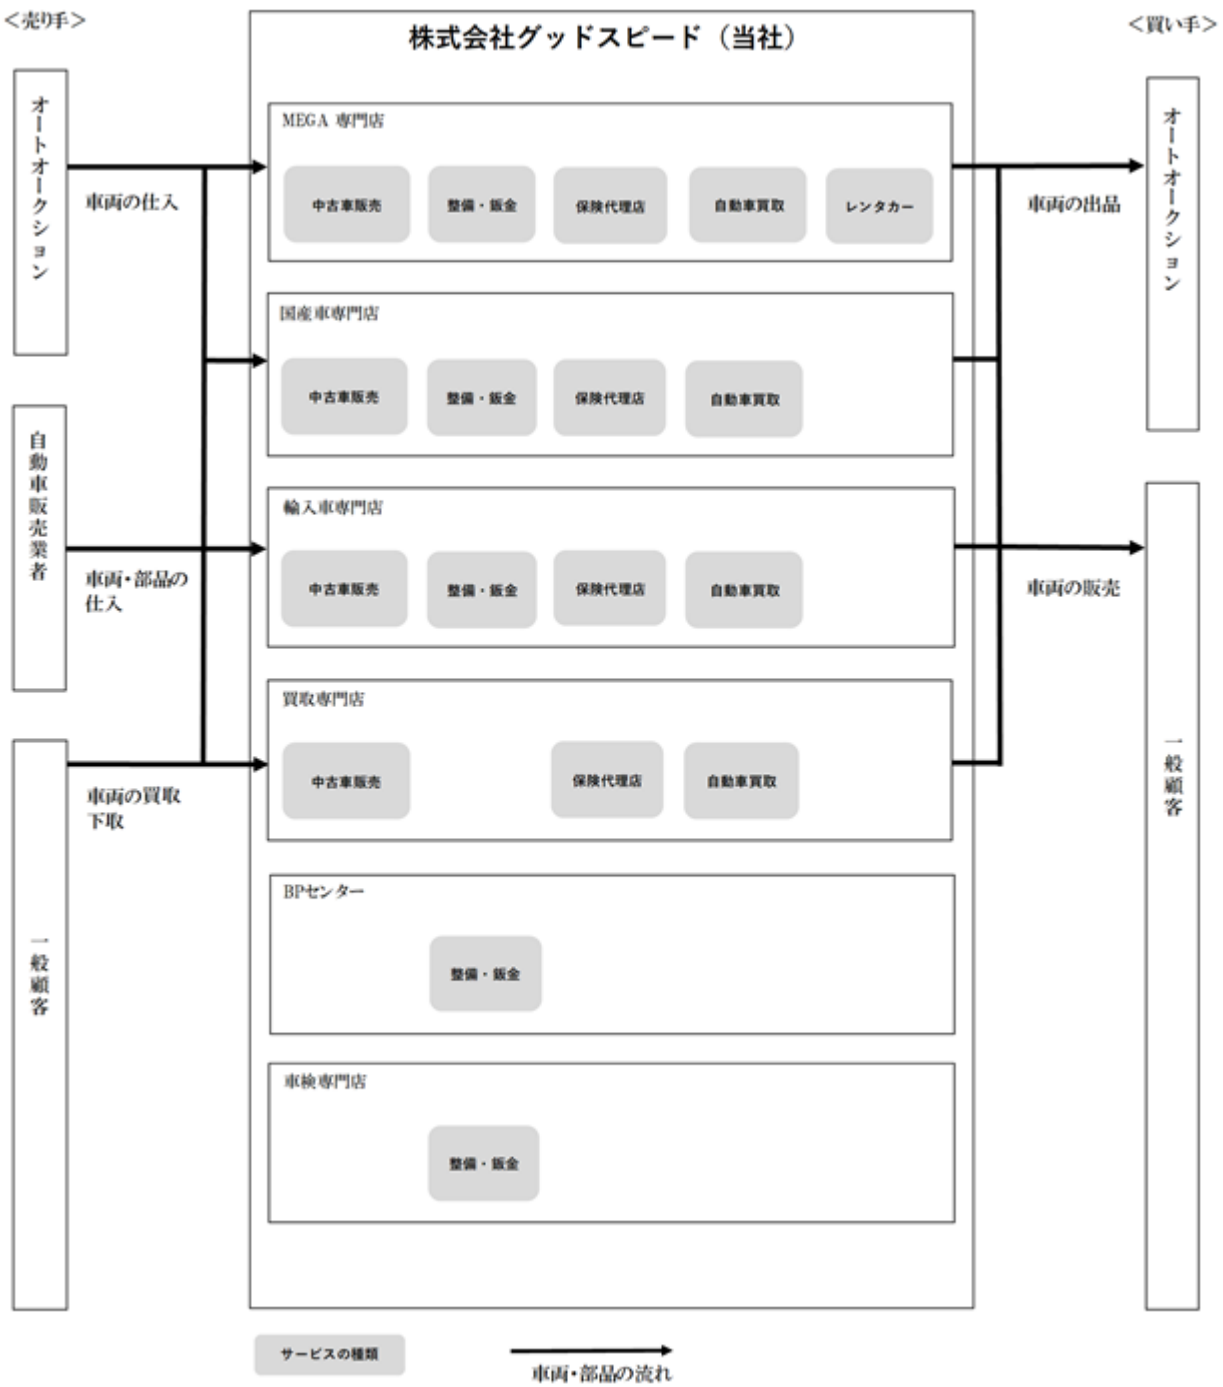 ＜売り手＞
株式会社グッドスピード（当社）
＜買い手＞
オートオークション
車両の仕入
自動車販売業者
車両・部品の
仕入
一般顧客
車両の買取
下取
MEGA 専門店
中古車販売
整備・鈑金
保険代理店
自動車買取
レンタカー
国産車専門店
中古車販売
整備・鈑金
保険代理店
自動車買取
輸入車専門店
中古車販売
整備・鈑金
保険代理店
自動車買取
買取専門店
中古車販売
保険代理店
自動車買取
BPセンター
整備・鈑金
車検専門店
整備・鈑金
オートオークション
車両の出品
車両の販売
一般顧客
サービスの種類
車両・部品の流れ